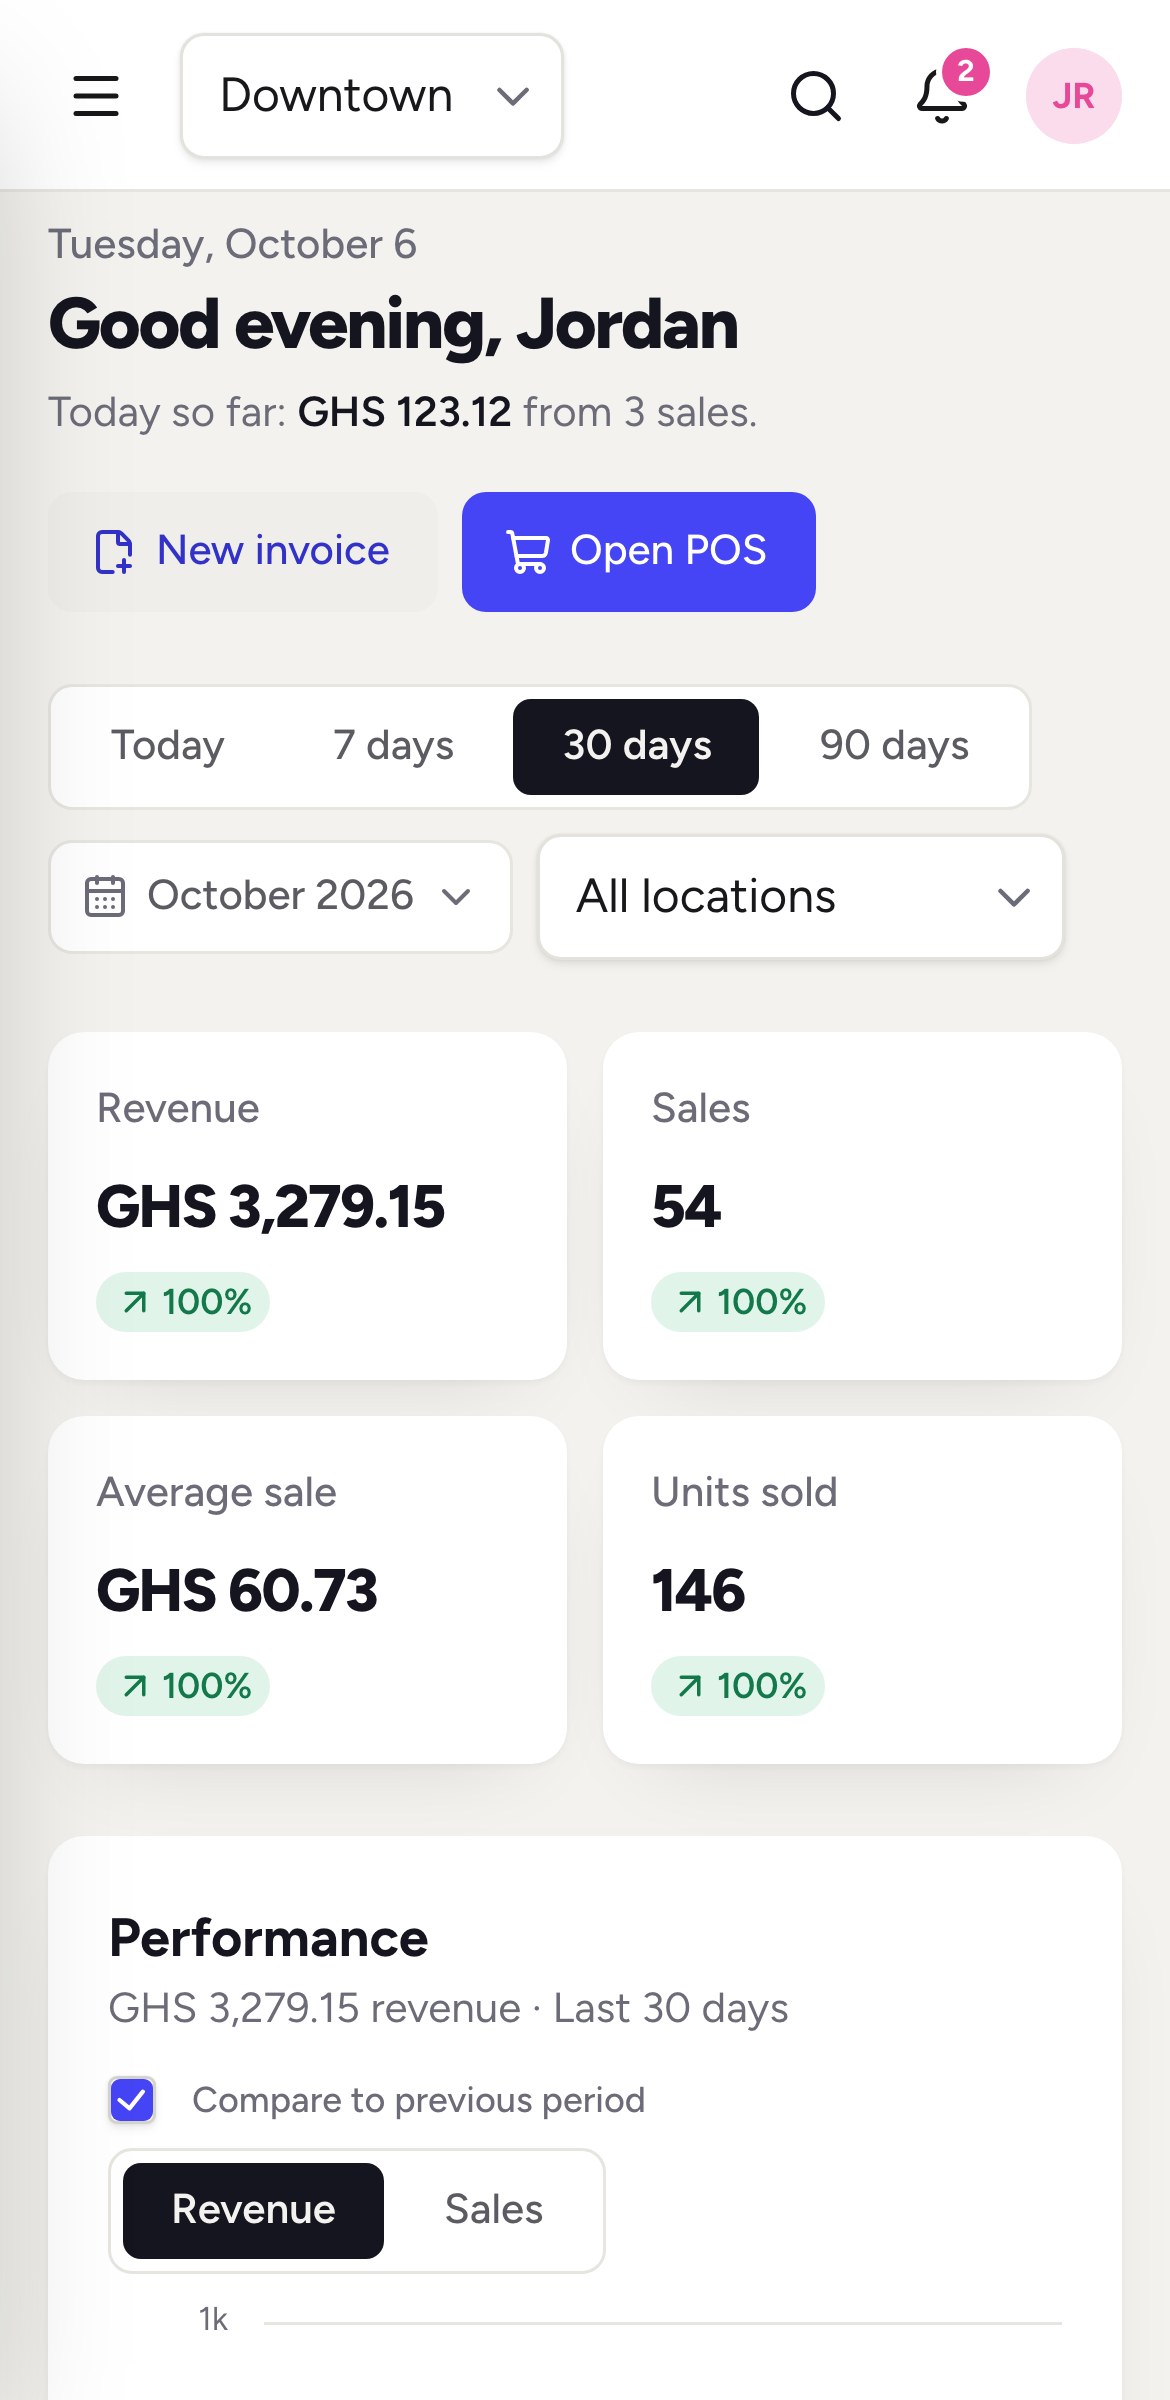 Downtown
2
JR
Tuesday, October 6
Good evening, Jordan
Today so far: GHS 123.12 from 3 sales.
New invoice
Open POS
Today
7 days
30 days
90 days
October 2026
All locations
Revenue
GHS 3,279.15
100%
Sales
54
100%
Average sale
GHS 60.73
100%
Units sold
146
100%
Performance
GHS 3,279.15 revenue · Last 30 days
Compare to previous period
Revenue
Sales
1k